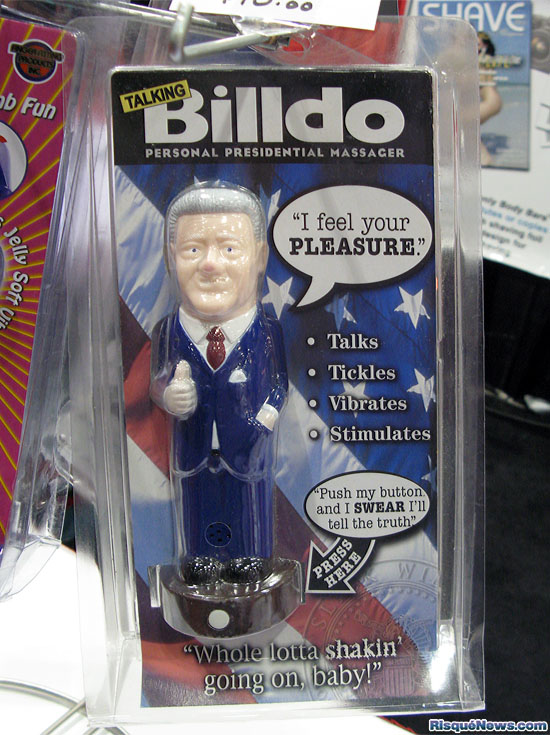 SHAVE
TALKING
Billdo
PERSONAL PRESIDENTIAL MASSAGER
"I feel your
PLEASURE."
• Talks
• Tickles
• Vibrates
• Stimulates
"Push my button
and I SWEAR I'll
tell the truth"
PRESS
HERE
"Whole lotta shakin'
going on, baby!"
Fun
Jelly Soft
RisquéNews.com